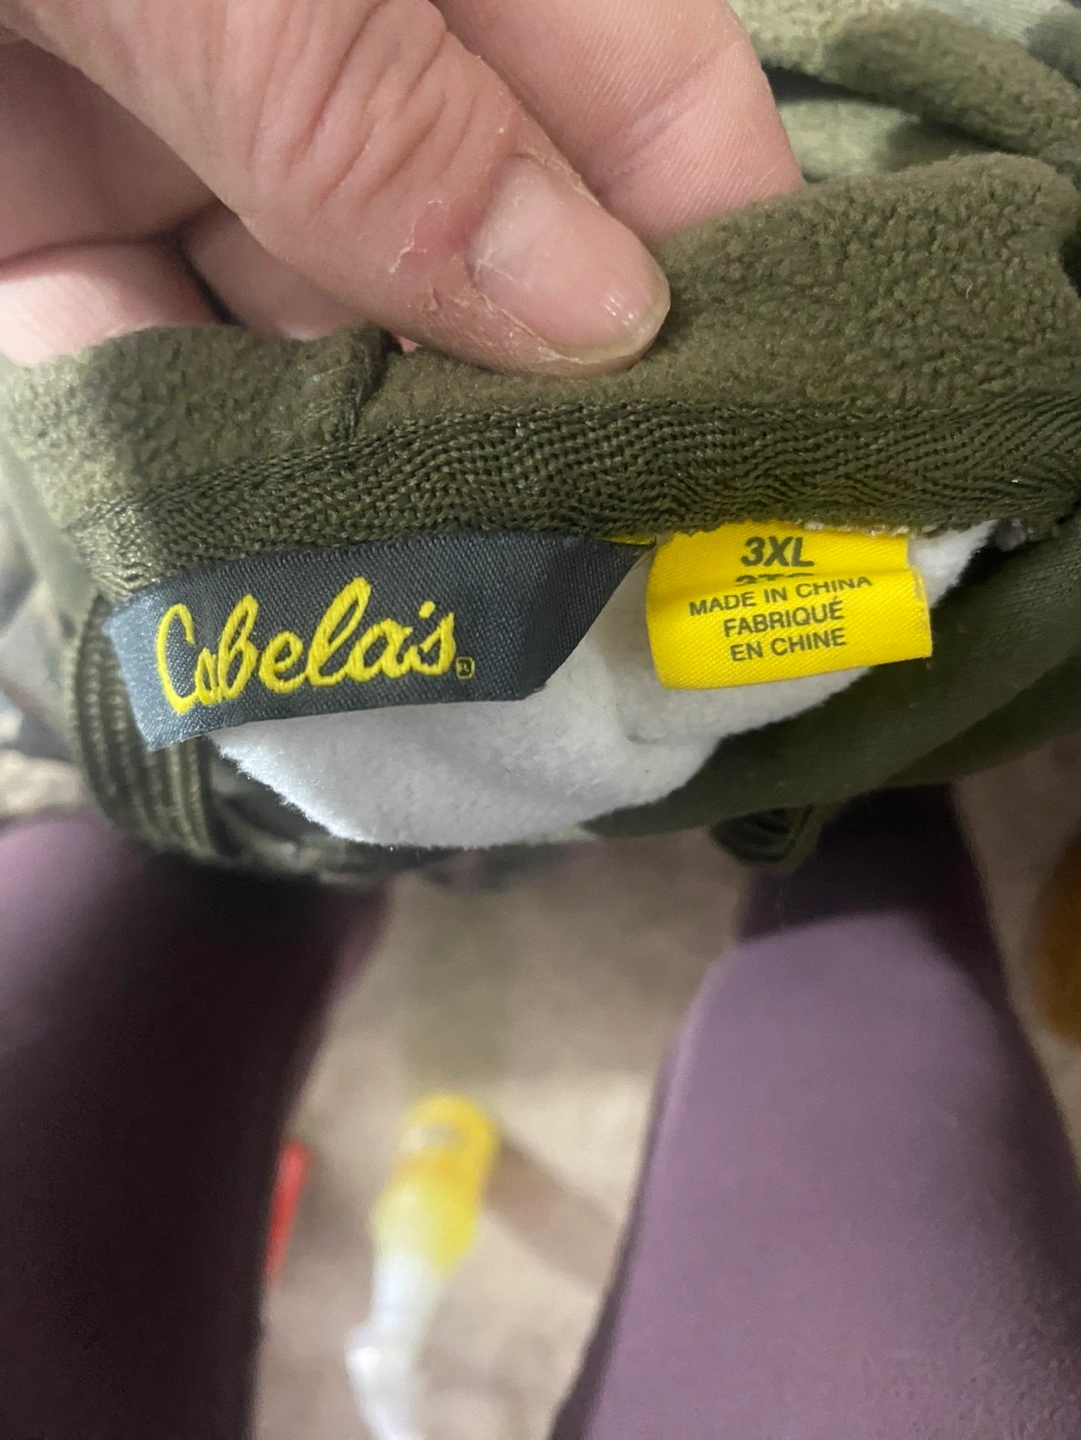 Cabela's®
3XL
MADE IN CHINA
FABRIQUÉ
EN CHINE